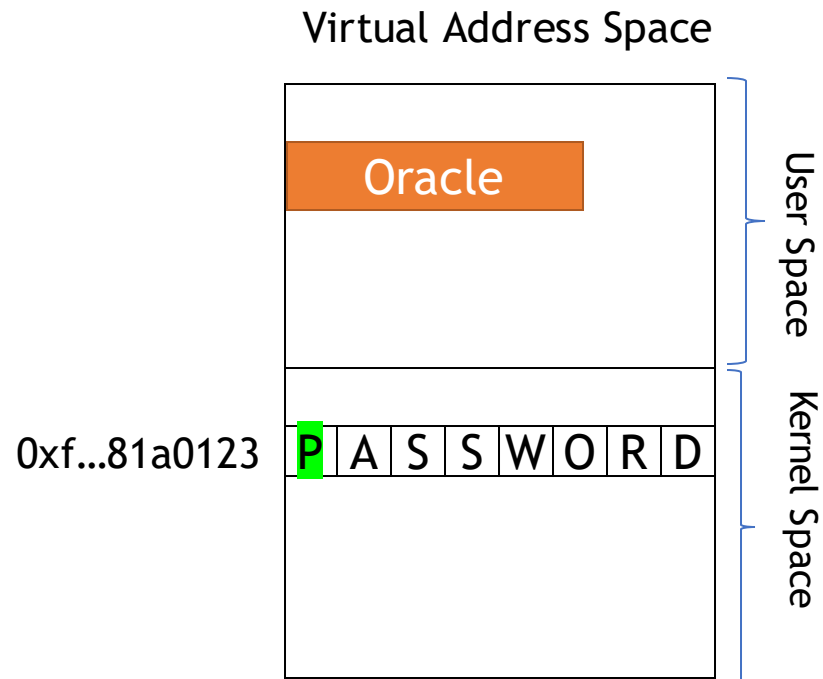 Virtual Address Space
Oracle
User Space
0xf...81a0123 P A S S W O R D
Kernel Space